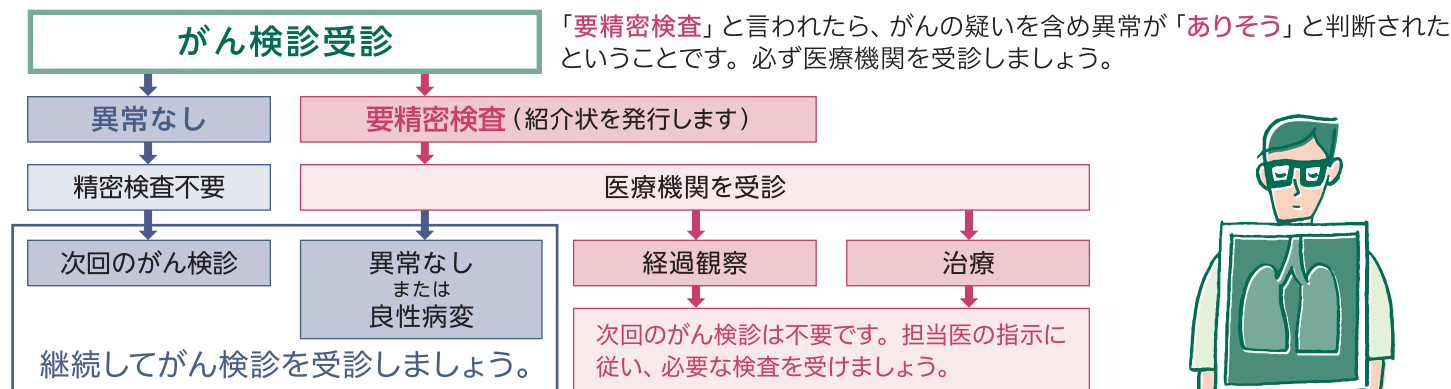 がん検診受診
「要精密検査」と言われたら、がんの疑いを含め異常が「ありそう」と判断された
ということです。必ず医療機関を受診しましょう。
異常なし
要精密検査（紹介状を発行します）
精密検査不要
医療機関を受診
次回のがん検診
異常なし
または
良性病変
経過観察
治療
継続してがん検診を受診しましょう。
次回のがん検診は不要です。担当医の指示に
従い、必要な検査を受けましょう。